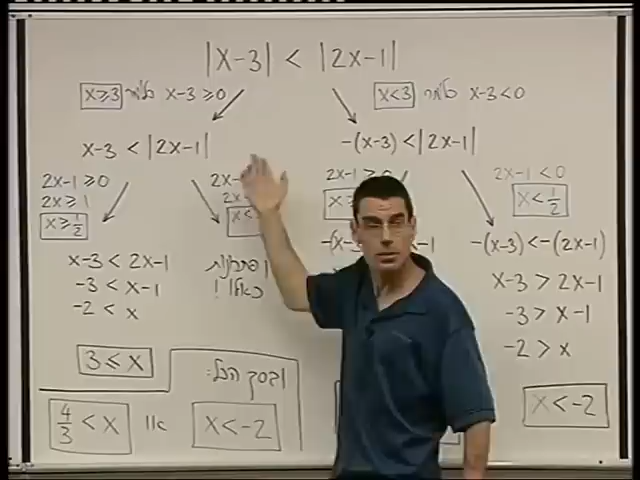 |x-3| < |2x-1|
x≥3 כלומר x-3≥0
x<3 כלומר x-3<0
x-3 < |2x-1|
-(x-3) < |2x-1|
2x-1≥0
2x≥1
x≥1/2
2x-1<0
x<1/2
x-3 < 2x-1
-3 < x-1
-2 < x
3≤x
-(x-3)<-(2x-1)
x-3 > 2x-1
-3 > x-1
-2 > x
x<-2
ובסך הכל:
4/3 < x או x<-2